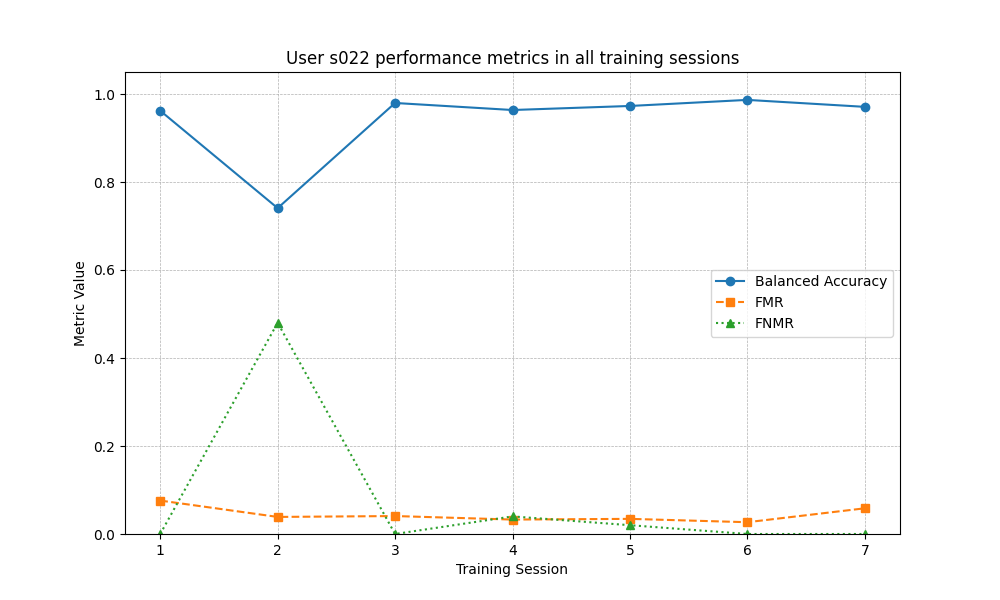 User s022 performance metrics in all training sessions
1.0
0.8
0.6
0.4
0.2
0.0
Metric Value
Balanced Accuracy
FMR
FNMR
1 2 3 4 5 6 7
Training Session